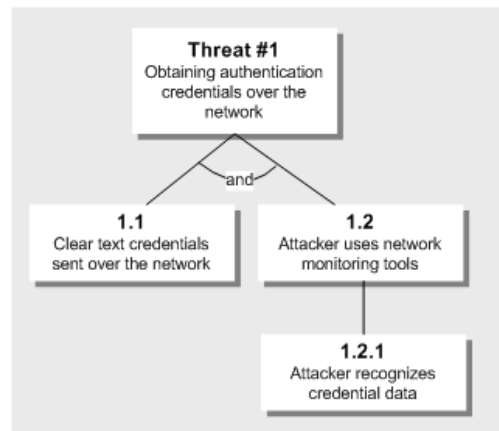 Threat #1
Obtaining authentication
credentials over the
network
and
1.1
Clear text credentials
sent over the network
1.2
Attacker uses network
monitoring tools
1.2.1
Attacker recognizes
credential data